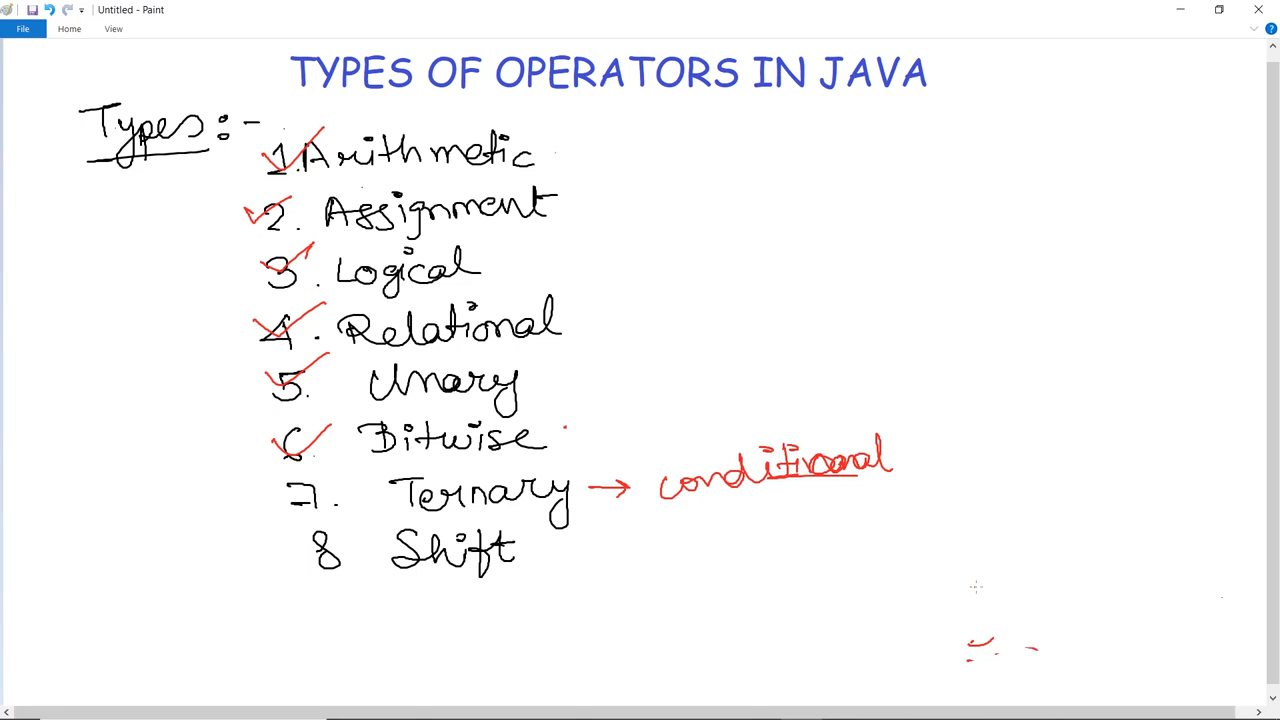 Untitled - Paint
File Home View
TYPES OF OPERATORS IN JAVA
Types:-
1. Arithmetic
2. Assignment
3. Logical
4. Relational
5. Unary
6. Bitwise
7. Ternary → conditional
8 Shift